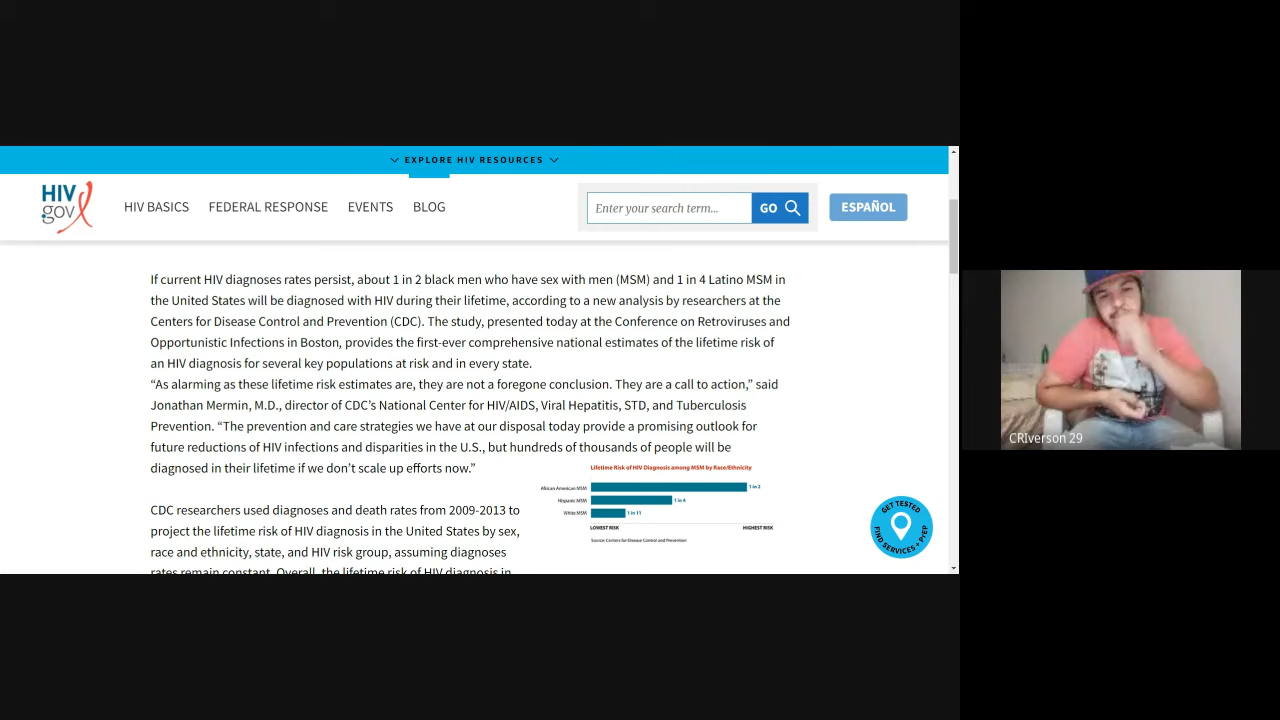 EXPLORE HIV RESOURCES
HIV
gov
HIV BASICS
FEDERAL RESPONSE
EVENTS
BLOG
Enter your search term...
GO
ESPAÑOL
If current HIV diagnoses rates persist, about 1 in 2 black men who have sex with men (MSM) and 1 in 4 Latino MSM in
the United States will be diagnosed with HIV during their lifetime, according to a new analysis by researchers at the
Centers for Disease Control and Prevention (CDC). The study, presented today at the Conference on Retroviruses and
Opportunistic Infections in Boston, provides the first-ever comprehensive national estimates of the lifetime risk of
an HIV diagnosis for several key populations at risk and in every state.
“As alarming as these lifetime risk estimates are, they are not a foregone conclusion. They are a call to action,” said
Jonathan Mermin, M.D., director of CDC’s National Center for HIV/AIDS, Viral Hepatitis, STD, and Tuberculosis
Prevention. “The prevention and care strategies we have at our disposal today provide a promising outlook for
future reductions of HIV infections and disparities in the U.S., but hundreds of thousands of people will be
diagnosed in their lifetime if we don’t scale up efforts now.”
CDC researchers used diagnoses and death rates from 2009-2013 to
project the lifetime risk of HIV diagnosis in the United States by sex,
race and ethnicity, state, and HIV risk group, assuming diagnoses
rates remain constant. Overall, the lifetime risk of HIV diagnosis in
Lifetime Risk of HIV Diagnosis among MSM by Race/Ethnicity
African American MSM 1 in 2
Hispanic MSM 1 in 4
White MSM 1 in 11
LOWEST RISK HIGHEST RISK
Source: Centers for Disease Control and Prevention
GET TESTED
FIND SERVICES + PrEP
CRIverson 29